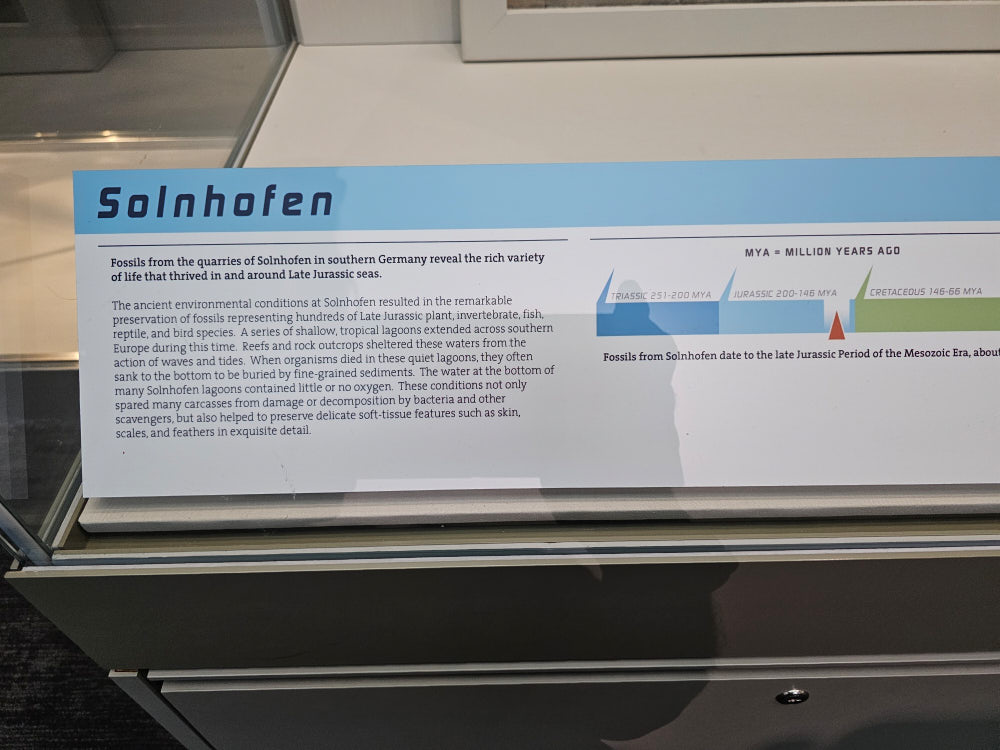 Solnhofen
Fossils from the quarries of Solnhofen in southern Germany reveal the rich variety
of life that thrived in and around Late Jurassic seas.
The ancient environmental conditions at Solnhofen resulted in the remarkable
preservation of fossils representing hundreds of Late Jurassic plant, invertebrate, fish,
reptile, and bird species. A series of shallow, tropical lagoons extended across southern
Europe during this time. Reefs and rock outcrops sheltered these waters from the
action of waves and tides. When organisms died in these quiet lagoons, they often
sank to the bottom to be buried by fine-grained sediments. The water at the bottom of
many Solnhofen lagoons contained little or no oxygen. These conditions not only
spared many carcasses from damage or decomposition by bacteria and other
scavengers, but also helped to preserve delicate soft-tissue features such as skin,
scales, and feathers in exquisite detail.
MYA = MILLION YEARS AGO
TRIASSIC 251-200 MYA
JURASSIC 200-146 MYA
CRETACEOUS 146-66 MYA
Fossils from Solnhofen date to the late Jurassic Period of the Mesozoic Era, about